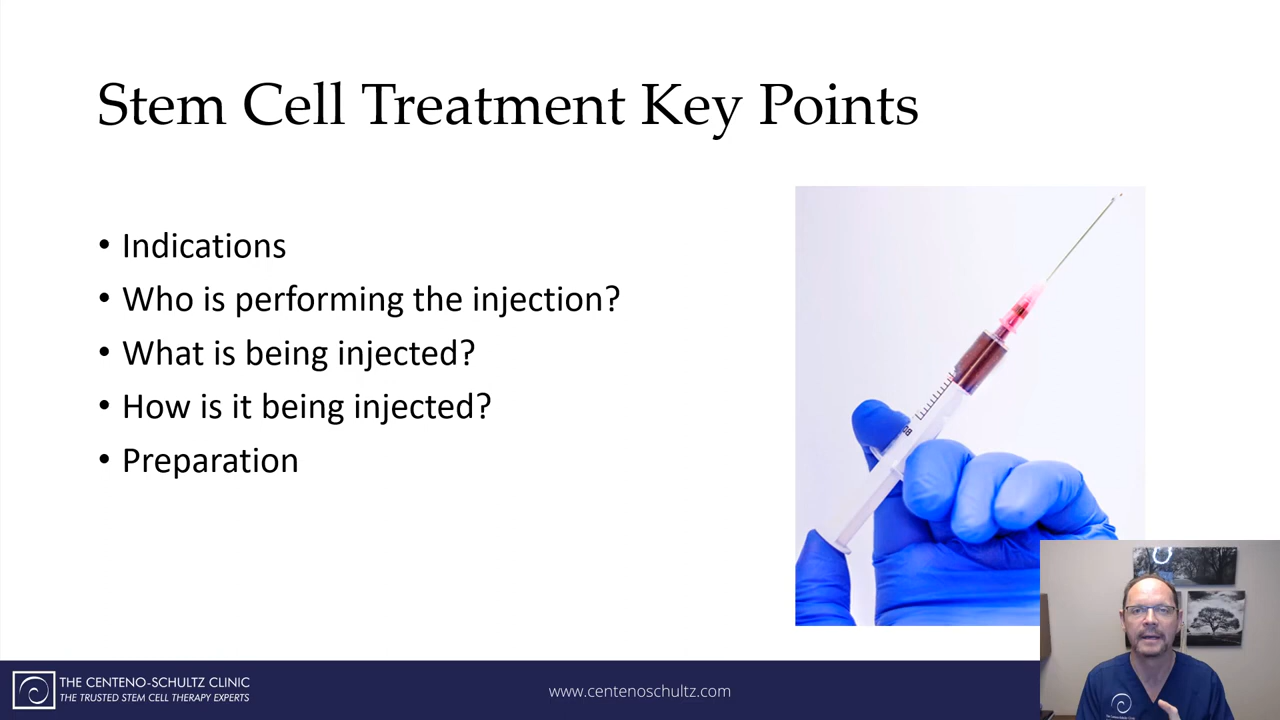 Stem Cell Treatment Key Points
• Indications
• Who is performing the injection?
• What is being injected?
• How is it being injected?
• Preparation
THE CENTENO-SCHULTZ CLINIC
THE TRUSTED STEM CELL THERAPY EXPERTS
www.centenoschultz.com